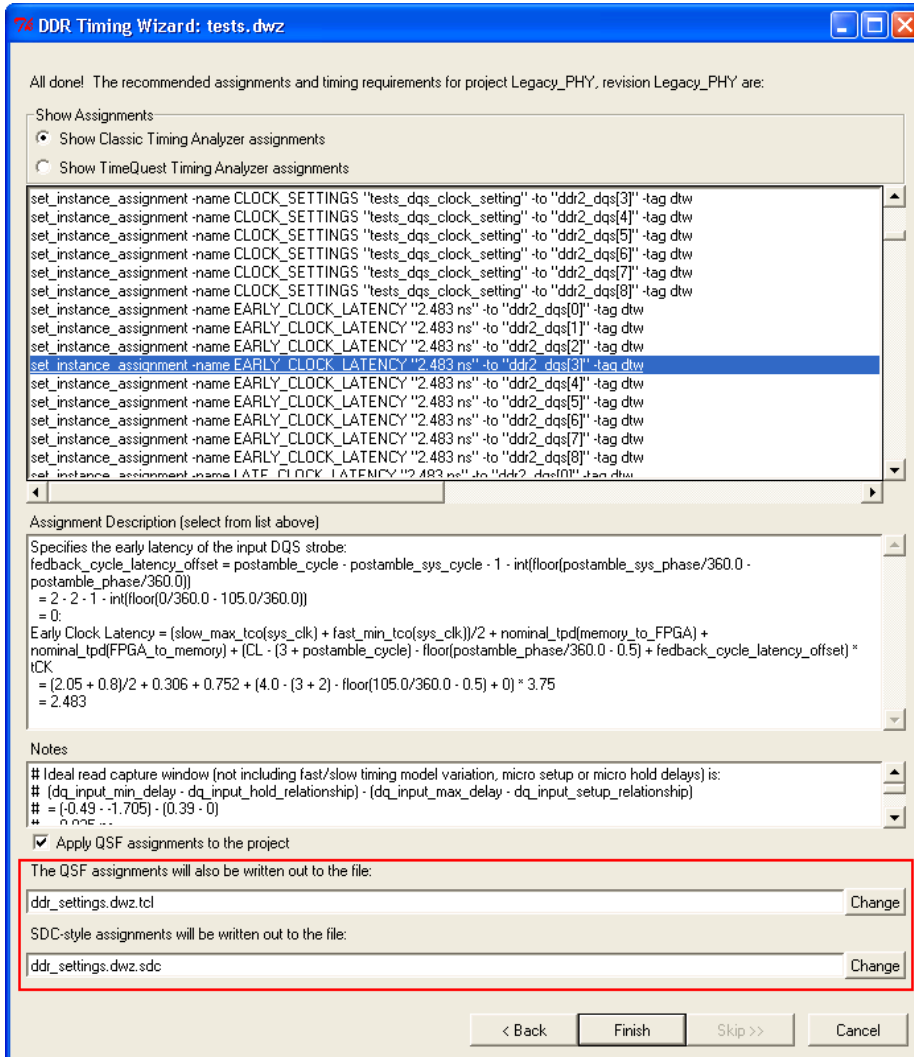 DDR Timing Wizard: tests.dwz
All done! The recommended assignments and timing requirements for project Legacy_PHY, revision Legacy_PHY are:
Show Assignments
Show Classic Timing Analyzer assignments
Show TimeQuest Timing Analyzer assignments
set_instance_assignment -name CLOCK_SETTINGS "tests_dqs_clock_setting" -to "ddr2_dqs[3]" -tag dtw
set_instance_assignment -name CLOCK_SETTINGS "tests_dqs_clock_setting" -to "ddr2_dqs[4]" -tag dtw
set_instance_assignment -name CLOCK_SETTINGS "tests_dqs_clock_setting" -to "ddr2_dqs[5]" -tag dtw
set_instance_assignment -name CLOCK_SETTINGS "tests_dqs_clock_setting" -to "ddr2_dqs[6]" -tag dtw
set_instance_assignment -name CLOCK_SETTINGS "tests_dqs_clock_setting" -to "ddr2_dqs[7]" -tag dtw
set_instance_assignment -name CLOCK_SETTINGS "tests_dqs_clock_setting" -to "ddr2_dqs[8]" -tag dtw
set_instance_assignment -name EARLY_CLOCK_LATENCY "2.483 ns" -to "ddr2_dqs[0]" -tag dtw
set_instance_assignment -name EARLY_CLOCK_LATENCY "2.483 ns" -to "ddr2_dqs[1]" -tag dtw
set_instance_assignment -name EARLY_CLOCK_LATENCY "2.483 ns" -to "ddr2_dqs[2]" -tag dtw
set_instance_assignment -name EARLY_CLOCK_LATENCY "2.483 ns" -to "ddr2_dqs[3]" -tag dtw
set_instance_assignment -name EARLY_CLOCK_LATENCY "2.483 ns" -to "ddr2_dqs[4]" -tag dtw
set_instance_assignment -name EARLY_CLOCK_LATENCY "2.483 ns" -to "ddr2_dqs[5]" -tag dtw
set_instance_assignment -name EARLY_CLOCK_LATENCY "2.483 ns" -to "ddr2_dqs[6]" -tag dtw
set_instance_assignment -name EARLY_CLOCK_LATENCY "2.483 ns" -to "ddr2_dqs[7]" -tag dtw
set_instance_assignment -name EARLY_CLOCK_LATENCY "2.483 ns" -to "ddr2_dqs[8]" -tag dtw
set_instance_assignment -name LATE_CLOCK_LATENCY "2.483 ns" -to "ddr2_dqs[0]" -tag dtw
Assignment Description (select from list above)
Specifies the early latency of the input DQS strobe:
fedback_cycle_latency_offset = postamble_cycle - postamble_sys_cycle - 1 - int(floor(postamble_sys_phase/360.0 -
postamble_phase/360.0))
= 2 - 2 - 1 - int(floor(0/360.0 - 105.0/360.0))
= 0:
Early Clock Latency = (slow_max_tco(sys_clk) + fast_min_tco(sys_clk))/2 + nominal_tpd(memory_to_FPGA) +
nominal_tpd(FPGA_to_memory) + (CL - (3 + postamble_cycle) - floor(postamble_phase/360.0 - 0.5) + fedback_cycle_latency_offset) *
tCK
= (2.05 + 0.8)/2 + 0.306 + 0.752 + (4.0 - (3 + 2) - floor(105.0/360.0 - 0.5) + 0) * 3.75
= 2.483
Notes
# Ideal read capture window (not including fast/slow timing model variation, micro setup or micro hold delays) is:
# (dq_input_min_delay - dq_input_hold_relationship) - (dq_input_max_delay - dq_input_setup_relationship)
# = (-0.49 - -1.705) - (0.39 - 0)
Apply QSF assignments to the project
The QSF assignments will also be written out to the file:
ddr_settings.dwz.tcl Change
SDC-style assignments will be written out to the file:
ddr_settings.dwz.sdc Change
< Back Finish Skip >> Cancel